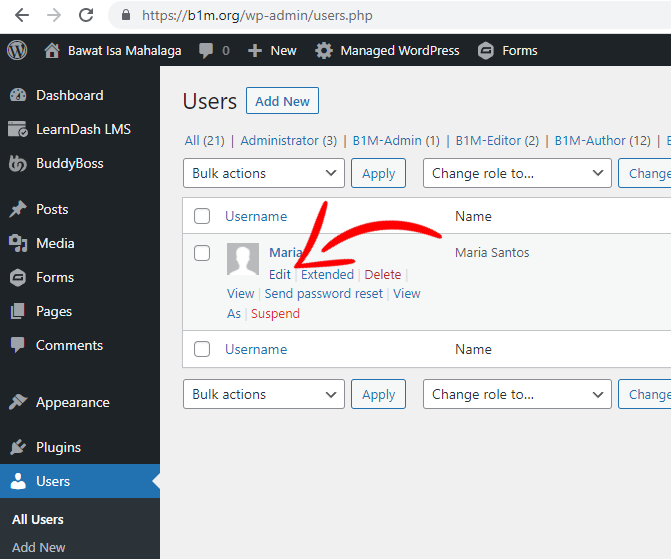 https://b1m.org/wp-admin/users.php
Bawat Isa Mahalaga 0 New Managed WordPress Forms
Dashboard
LearnDash LMS
BuddyBoss
Posts
Media
Forms
Pages
Comments
Appearance
Plugins
Users
All Users
Add New
Users Add New
All (21) | Administrator (3) | B1M-Admin (1) | B1M-Editor (2) | B1M-Author (12) |
Bulk actions Apply Change role to... Change
Username Name
Maria Maria Santos
Edit | Extended | Delete |
View | Send password reset | View
As | Suspend
Username Name
Bulk actions Apply Change role to... Change